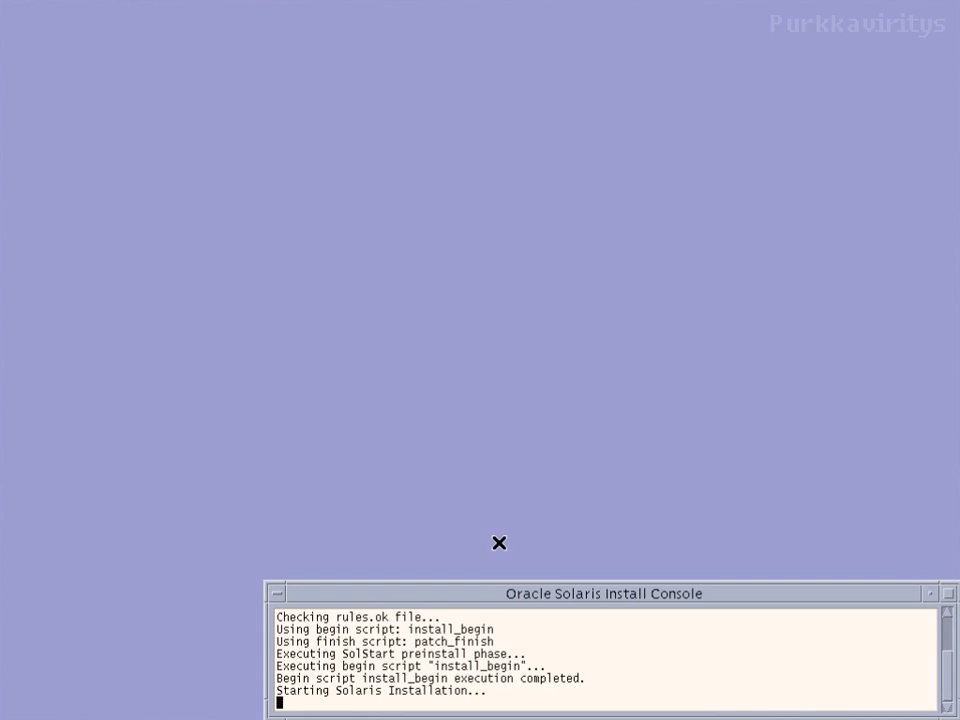 Purkkaviritys
Oracle Solaris Install Console
Checking rules.ok file...
Using begin script: install_begin
Using finish script: patch_finish
Executing SolStart preinstall phase...
Executing begin script "install_begin"...
Begin script install_begin execution completed.
Starting Solaris Installation...